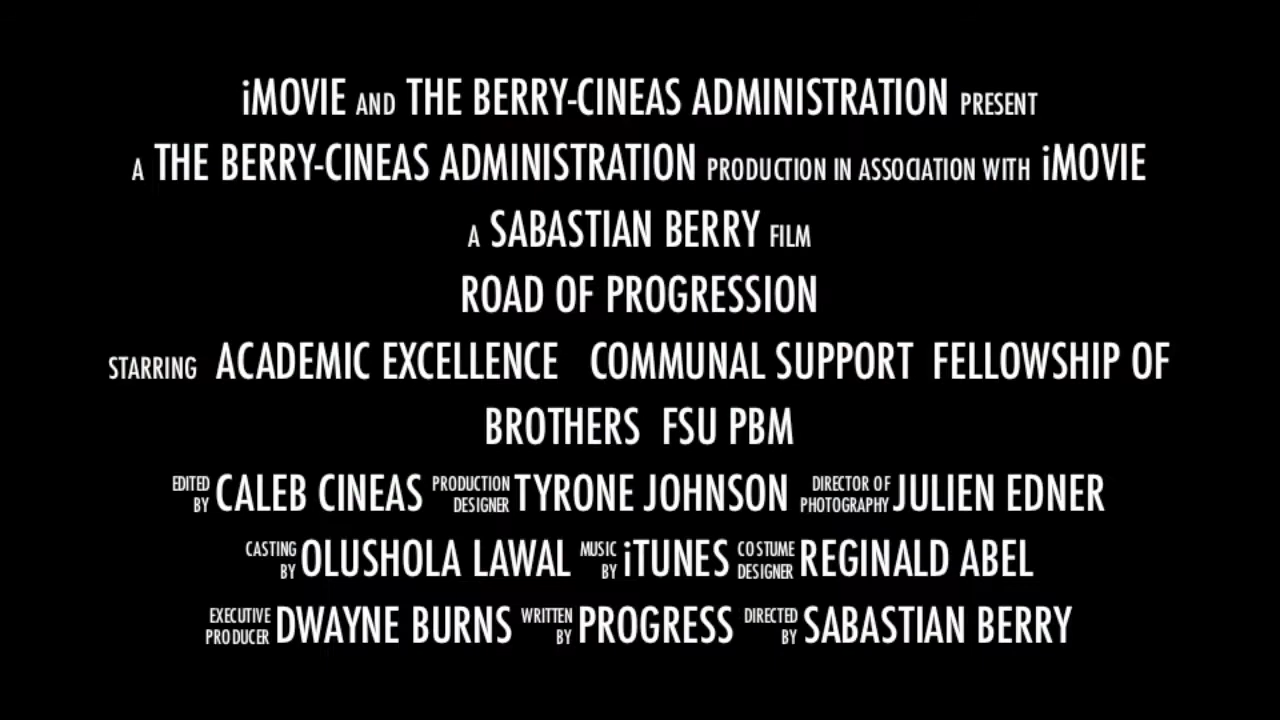 iMOVIE AND THE BERRY-CINEAS ADMINISTRATION PRESENT
A THE BERRY-CINEAS ADMINISTRATION PRODUCTION IN ASSOCIATION WITH iMOVIE
A SABASTIAN BERRY FILM
ROAD OF PROGRESSION
STARRING ACADEMIC EXCELLENCE COMMUNAL SUPPORT FELLOWSHIP OF
BROTHERS FSU PBM
EDITED BY CALEB CINEAS PRODUCTION DESIGNER TYRONE JOHNSON DIRECTOR OF PHOTOGRAPHY JULIEN EDNER
CASTING BY OLUSHOLA LAWAL MUSIC BY iTUNES COSTUME DESIGNER REGINALD ABEL
EXECUTIVE PRODUCER DWAYNE BURNS WRITTEN BY PROGRESS DIRECTED BY SABASTIAN BERRY